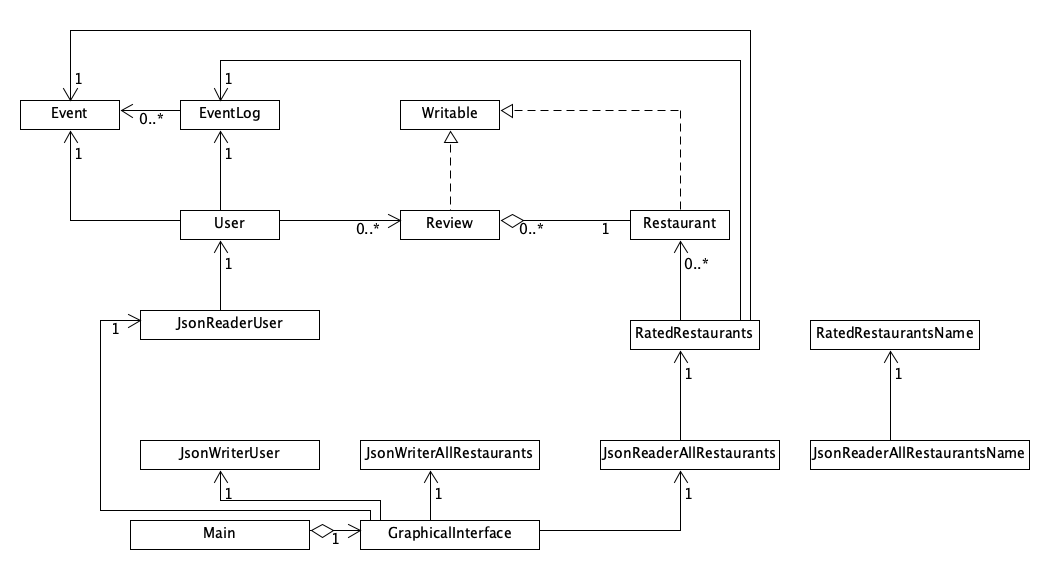 1
1
Event
EventLog
Writable
0..*
1
1
User
Review
Restaurant
0..*
0..*
1
1
0..*
JsonReaderUser
1
RatedRestaurants
RatedRestaurantsName
1
1
JsonWriterUser
JsonWriterAllRestaurants
JsonReaderAllRestaurants
JsonReaderAllRestaurantsName
1
1
1
Main
1
GraphicalInterface